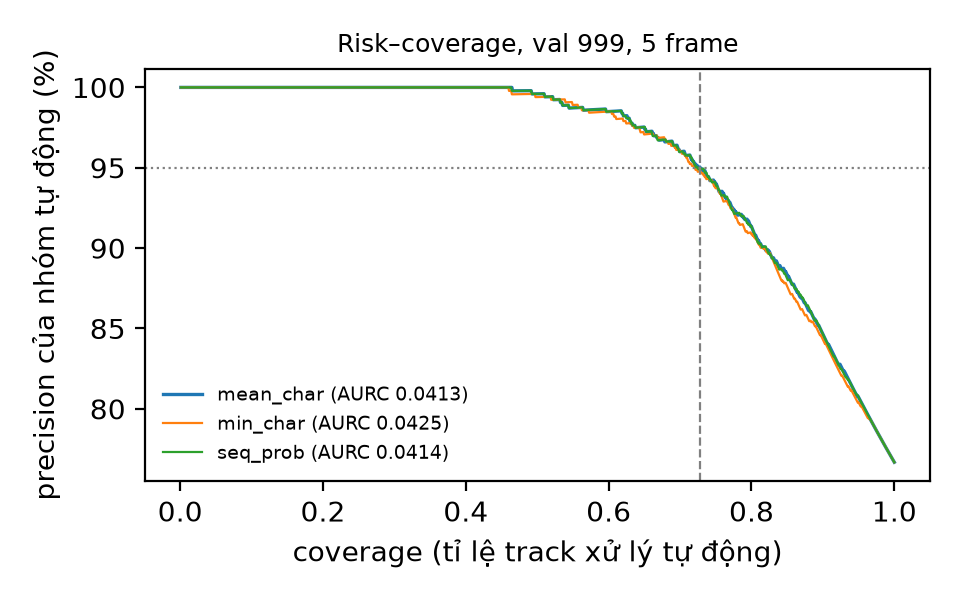 Risk–coverage, val 999, 5 frame
precision của nhóm tự động (%)
100
95
90
85
80
mean_char (AURC 0.0413)
min_char (AURC 0.0425)
seq_prob (AURC 0.0414)
0.0 0.2 0.4 0.6 0.8 1.0
coverage (tỉ lệ track xử lý tự động)